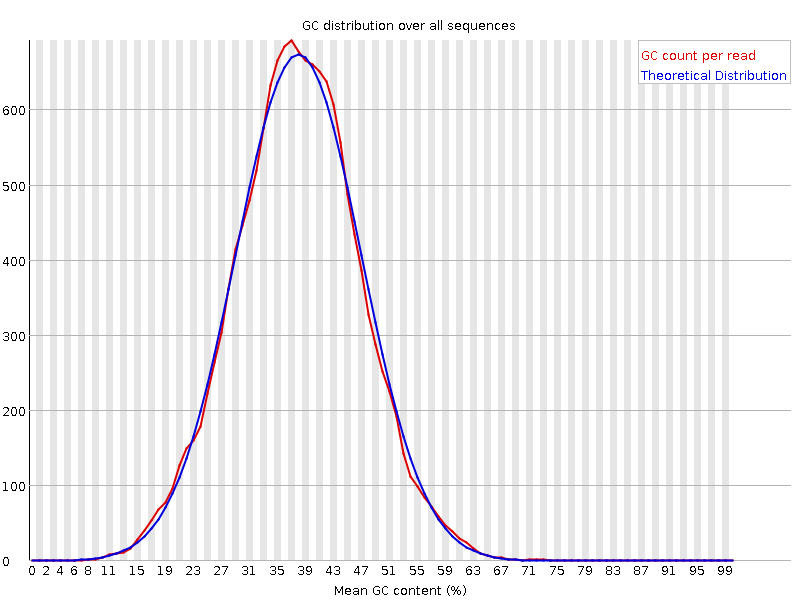 GC distribution over all sequences
GC count per read
Theoretical Distribution
600
500
400
300
200
100
0
0 2 4 6 8 11 15 19 23 27 31 35 39 43 47 51 55 59 63 67 71 75 79 83 87 91 95 99
Mean GC content (%)